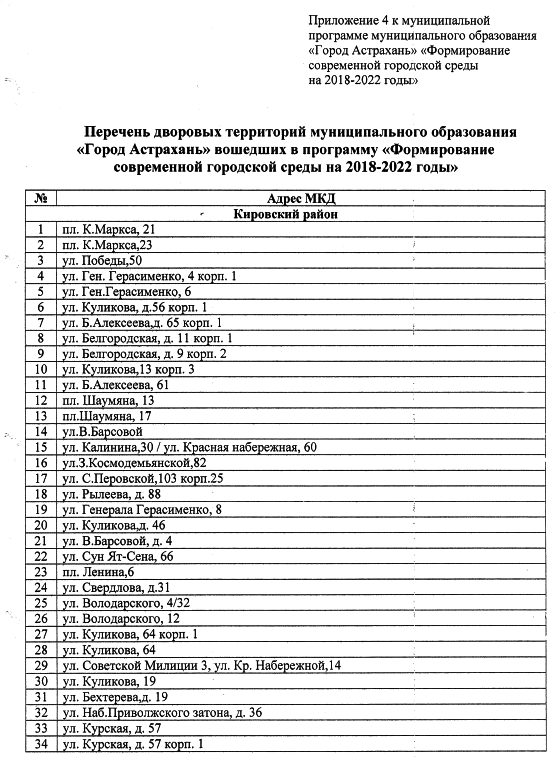 Приложение 4 к муниципальной
программе муниципального образования
«Город Астрахань» «Формирование
современной городской среды
на 2018-2022 годы»
Перечень дворовых территорий муниципального образования
«Город Астрахань» вошедших в программу «Формирование
современной городской среды на 2018-2022 годы»
№ Адрес МКД
Кировский район
1 пл. К.Маркса, 21
2 пл. К.Маркса,23
3 ул. Победы,50
4 ул. Ген. Герасименко, 4 корп. 1
5 ул. Ген.Герасименко, 6
6 ул. Куликова, д.56 корп. 1
7 ул. Б.Алексеева,д. 65 корп. 1
8 ул. Белгородская, д. 11 корп. 1
9 ул. Белгородская, д. 9 корп. 2
10 ул. Куликова,13 корп. 3
11 ул. Б.Алексеева, 61
12 пл. Шаумяна, 13
13 пл.Шаумяна, 17
14 ул.В.Барсовой
15 ул. Калинина,30 / ул. Красная набережная, 60
16 ул.З.Космодемьянской,82
17 ул. С.Перовской,103 корп.25
18 ул. Рылеева, д. 88
19 ул. Генерала Герасименко, 8
20 ул. Куликова,д. 46
21 ул. В.Барсовой, д. 4
22 ул. Сун Ят-Сена, 66
23 пл. Ленина,6
24 ул. Свердлова, д.31
25 ул. Володарского, 4/32
26 ул. Володарского, 12
27 ул. Куликова, 64 корп. 1
28 ул. Куликова, 64
29 ул. Советской Милиции 3, ул. Кр. Набережной,14
30 ул. Куликова, 19
31 ул. Бехтерева,д. 19
32 ул. Наб.Приволжского затона, д. 36
33 ул. Курская, д. 57
34 ул. Курская, д. 57 корп. 1